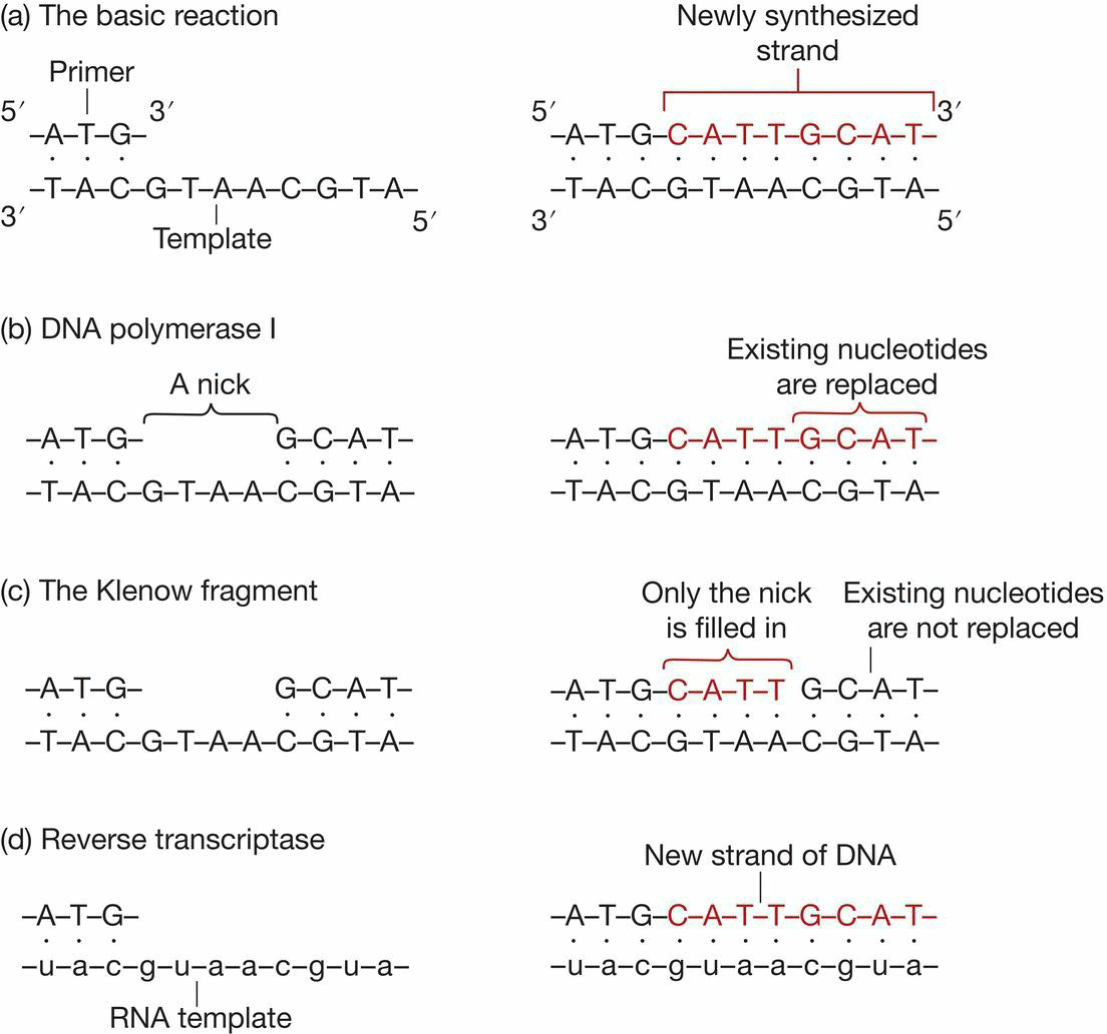 (a) The basic reaction
Newly synthesized
strand
Primer
5′ 3′
–A–T–G–
–T–A–C–G–T–A–A–C–G–T–A–
3′ 5′
Template
5′ 3′
–A–T–G–C–A–T–T–G–C–A–T–
–T–A–C–G–T–A–A–C–G–T–A–
3′ 5′
(b) DNA polymerase I
A nick
–A–T–G– G–C–A–T–
–T–A–C–G–T–A–A–C–G–T–A–
Existing nucleotides
are replaced
–A–T–G–C–A–T–T–G–C–A–T–
–T–A–C–G–T–A–A–C–G–T–A–
(c) The Klenow fragment
–A–T–G– G–C–A–T–
–T–A–C–G–T–A–A–C–G–T–A–
Only the nick
is filled in
Existing nucleotides
are not replaced
–A–T–G–C–A–T–T G–C–A–T–
–T–A–C–G–T–A–A–C–G–T–A–
(d) Reverse transcriptase
–A–T–G–
–u–a–c–g–u–a–a–c–g–u–a–
RNA template
New strand of DNA
–A–T–G–C–A–T–T–G–C–A–T–
–u–a–c–g–u–a–a–c–g–u–a–